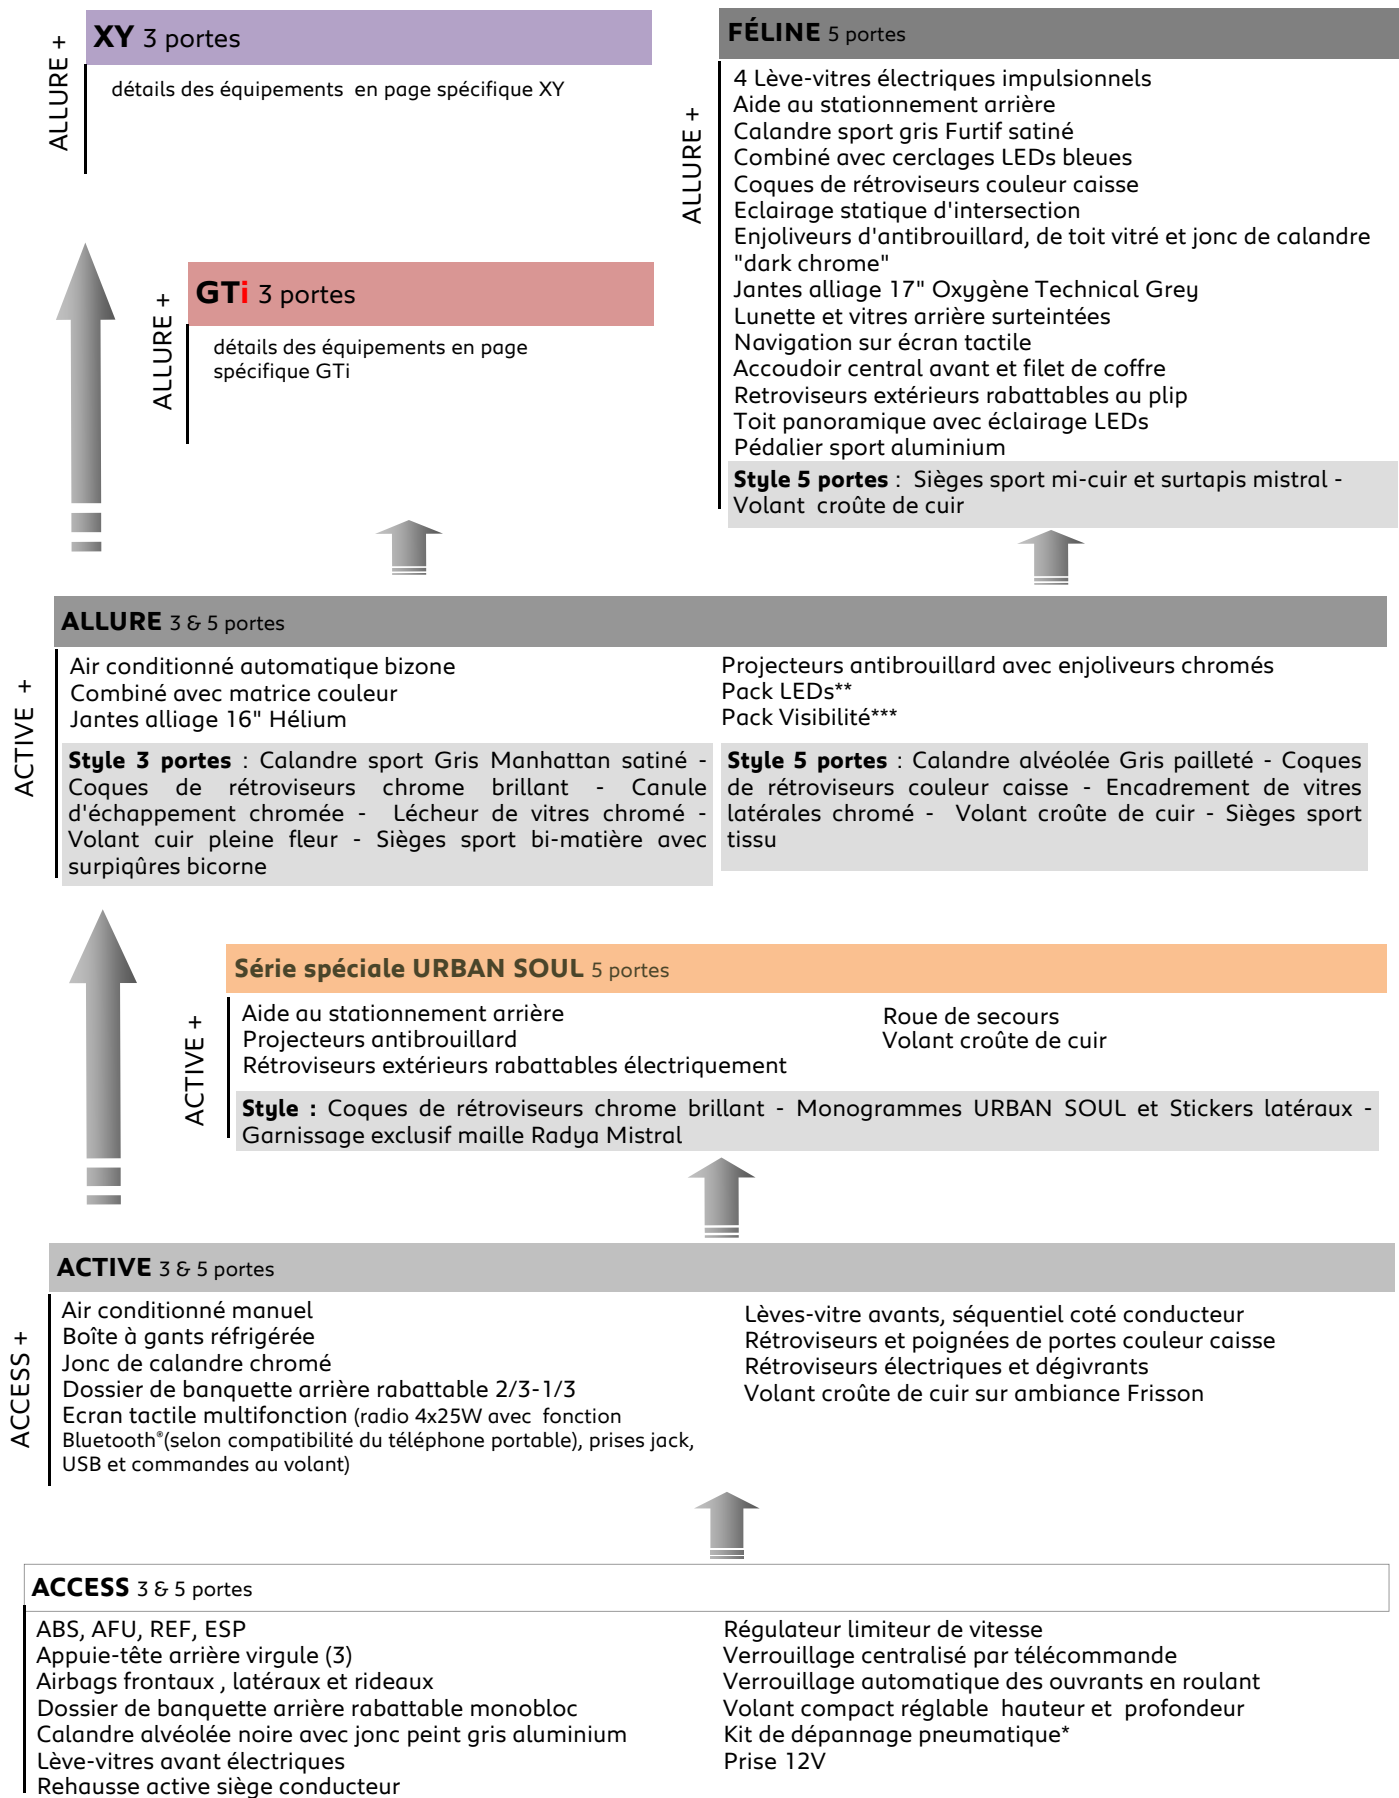 ALLURE +
XY 3 portes
détails des équipements en page spécifique XY
ALLURE +
GTi 3 portes
détails des équipements en page
spécifique GTi
ALLURE +
FÉLINE 5 portes
4 Lève-vitres électriques impulsionnels
Aide au stationnement arrière
Calandre sport gris Furtif satiné
Combiné avec cerclages LEDs bleues
Coques de rétroviseurs couleur caisse
Eclairage statique d'intersection
Enjoliveurs d'antibrouillard, de toit vitré et jonc de calandre
"dark chrome"
Jantes alliage 17" Oxygène Technical Grey
Lunette et vitres arrière surteintées
Navigation sur écran tactile
Accoudoir central avant et filet de coffre
Retroviseurs extérieurs rabattables au plip
Toit panoramique avec éclairage LEDs
Pédalier sport aluminium
Style 5 portes : Sièges sport mi-cuir et surtapis mistral -
Volant croûte de cuir
ACTIVE +
ALLURE 3 & 5 portes
Air conditionné automatique bizone
Combiné avec matrice couleur
Jantes alliage 16" Hélium
Projecteurs antibrouillard avec enjoliveurs chromés
Pack LEDs**
Pack Visibilité***
Style 3 portes : Calandre sport Gris Manhattan satiné -
Coques de rétroviseurs chrome brillant - Canule
d'échappement chromée - Lécheur de vitres chromé -
Volant cuir pleine fleur - Sièges sport bi-matière avec
surpiqûres bicorne
Style 5 portes : Calandre alvéolée Gris pailleté - Coques
de rétroviseurs couleur caisse - Encadrement de vitres
latérales chromé - Volant croûte de cuir - Sièges sport
tissu
ACTIVE +
Série spéciale URBAN SOUL 5 portes
Aide au stationnement arrière
Projecteurs antibrouillard
Rétroviseurs extérieurs rabattables électriquement
Roue de secours
Volant croûte de cuir
Style : Coques de rétroviseurs chrome brillant - Monogrammes URBAN SOUL et Stickers latéraux -
Garnissage exclusif maille Radya Mistral
ACCESS +
ACTIVE 3 & 5 portes
Air conditionné manuel
Boîte à gants réfrigérée
Jonc de calandre chromé
Dossier de banquette arrière rabattable 2/3-1/3
Ecran tactile multifonction (radio 4x25W avec fonction
Bluetooth®(selon compatibilité du téléphone portable), prises jack,
USB et commandes au volant)
Lèves-vitre avants, séquentiel coté conducteur
Rétroviseurs et poignées de portes couleur caisse
Rétroviseurs électriques et dégivrants
Volant croûte de cuir sur ambiance Frisson
ACCESS 3 & 5 portes
ABS, AFU, REF, ESP
Appuie-tête arrière virgule (3)
Airbags frontaux , latéraux et rideaux
Dossier de banquette arrière rabattable monobloc
Calandre alvéolée noire avec jonc peint gris aluminium
Lève-vitres avant électriques
Rehausse active siège conducteur
Régulateur limiteur de vitesse
Verrouillage centralisé par télécommande
Verrouillage automatique des ouvrants en roulant
Volant compact réglable hauteur et profondeur
Kit de dépannage pneumatique*
Prise 12V